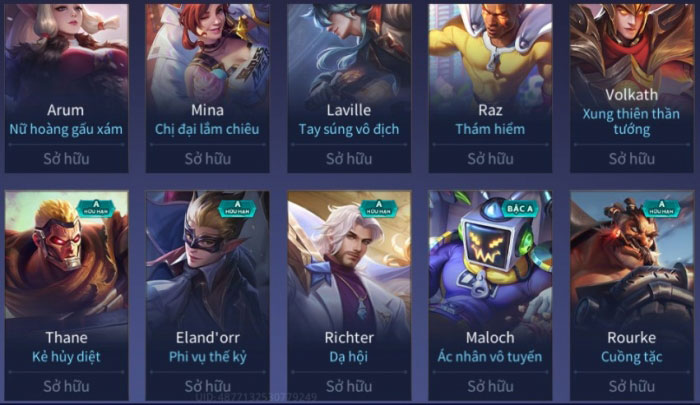 Arum
Nữ hoàng gấu xám
Sở hữu
Mina
Chị đại lắm chiêu
Sở hữu
Laville
Tay súng vô địch
Sở hữu
Raz
Thám hiểm
Sở hữu
Volkath
Xung thiên thần
tướng
Sở hữu
A
HỮU HẠN
Thane
Kẻ hủy diệt
Sở hữu
A
HỮU HẠN
Eland'orr
Phi vụ thế kỷ
Sở hữu
A
HỮU HẠN
Richter
Dạ hội
Sở hữu
BẬC A
Maloch
Ác nhân vô tuyến
Sở hữu
A
HỮU HẠN
Rourke
Cuồng tặc
Sở hữu